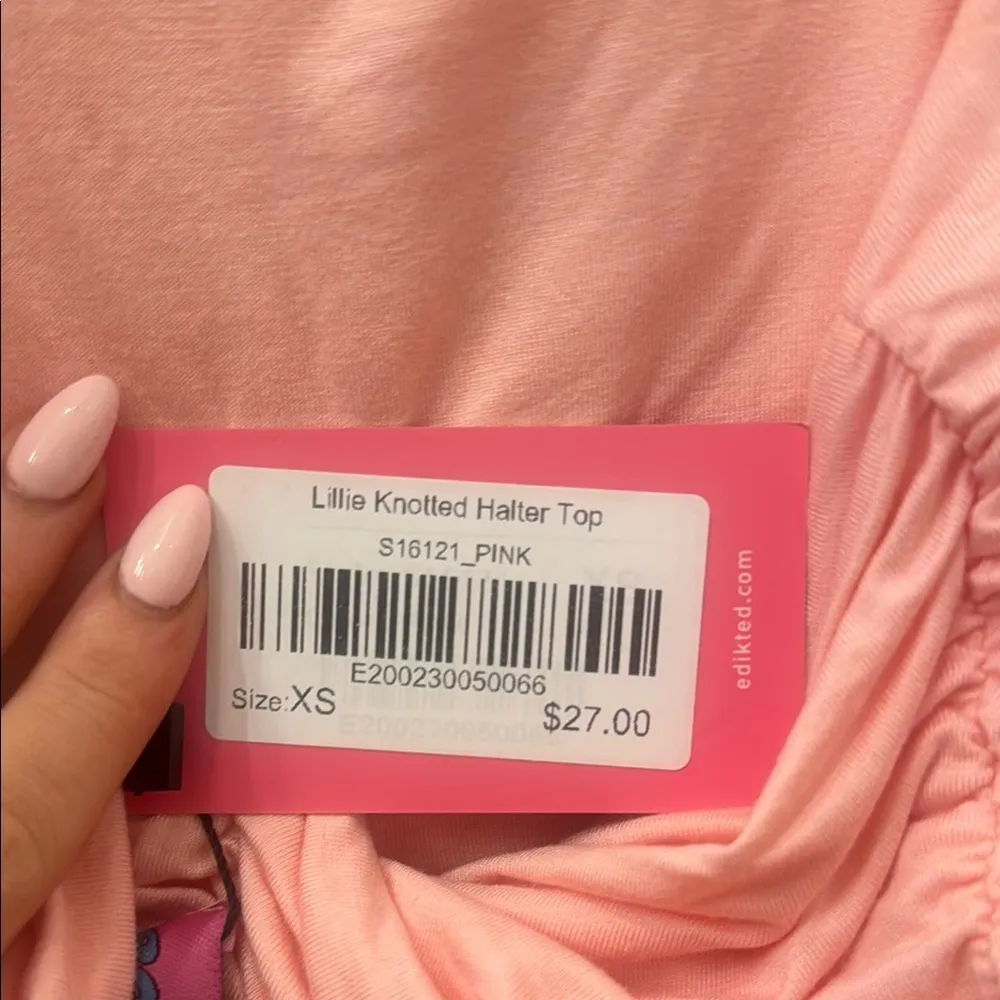 Lillie Knotted Halter Top
S16121_PINK
E200230050066
Size:XS
$27.00
edikted.com